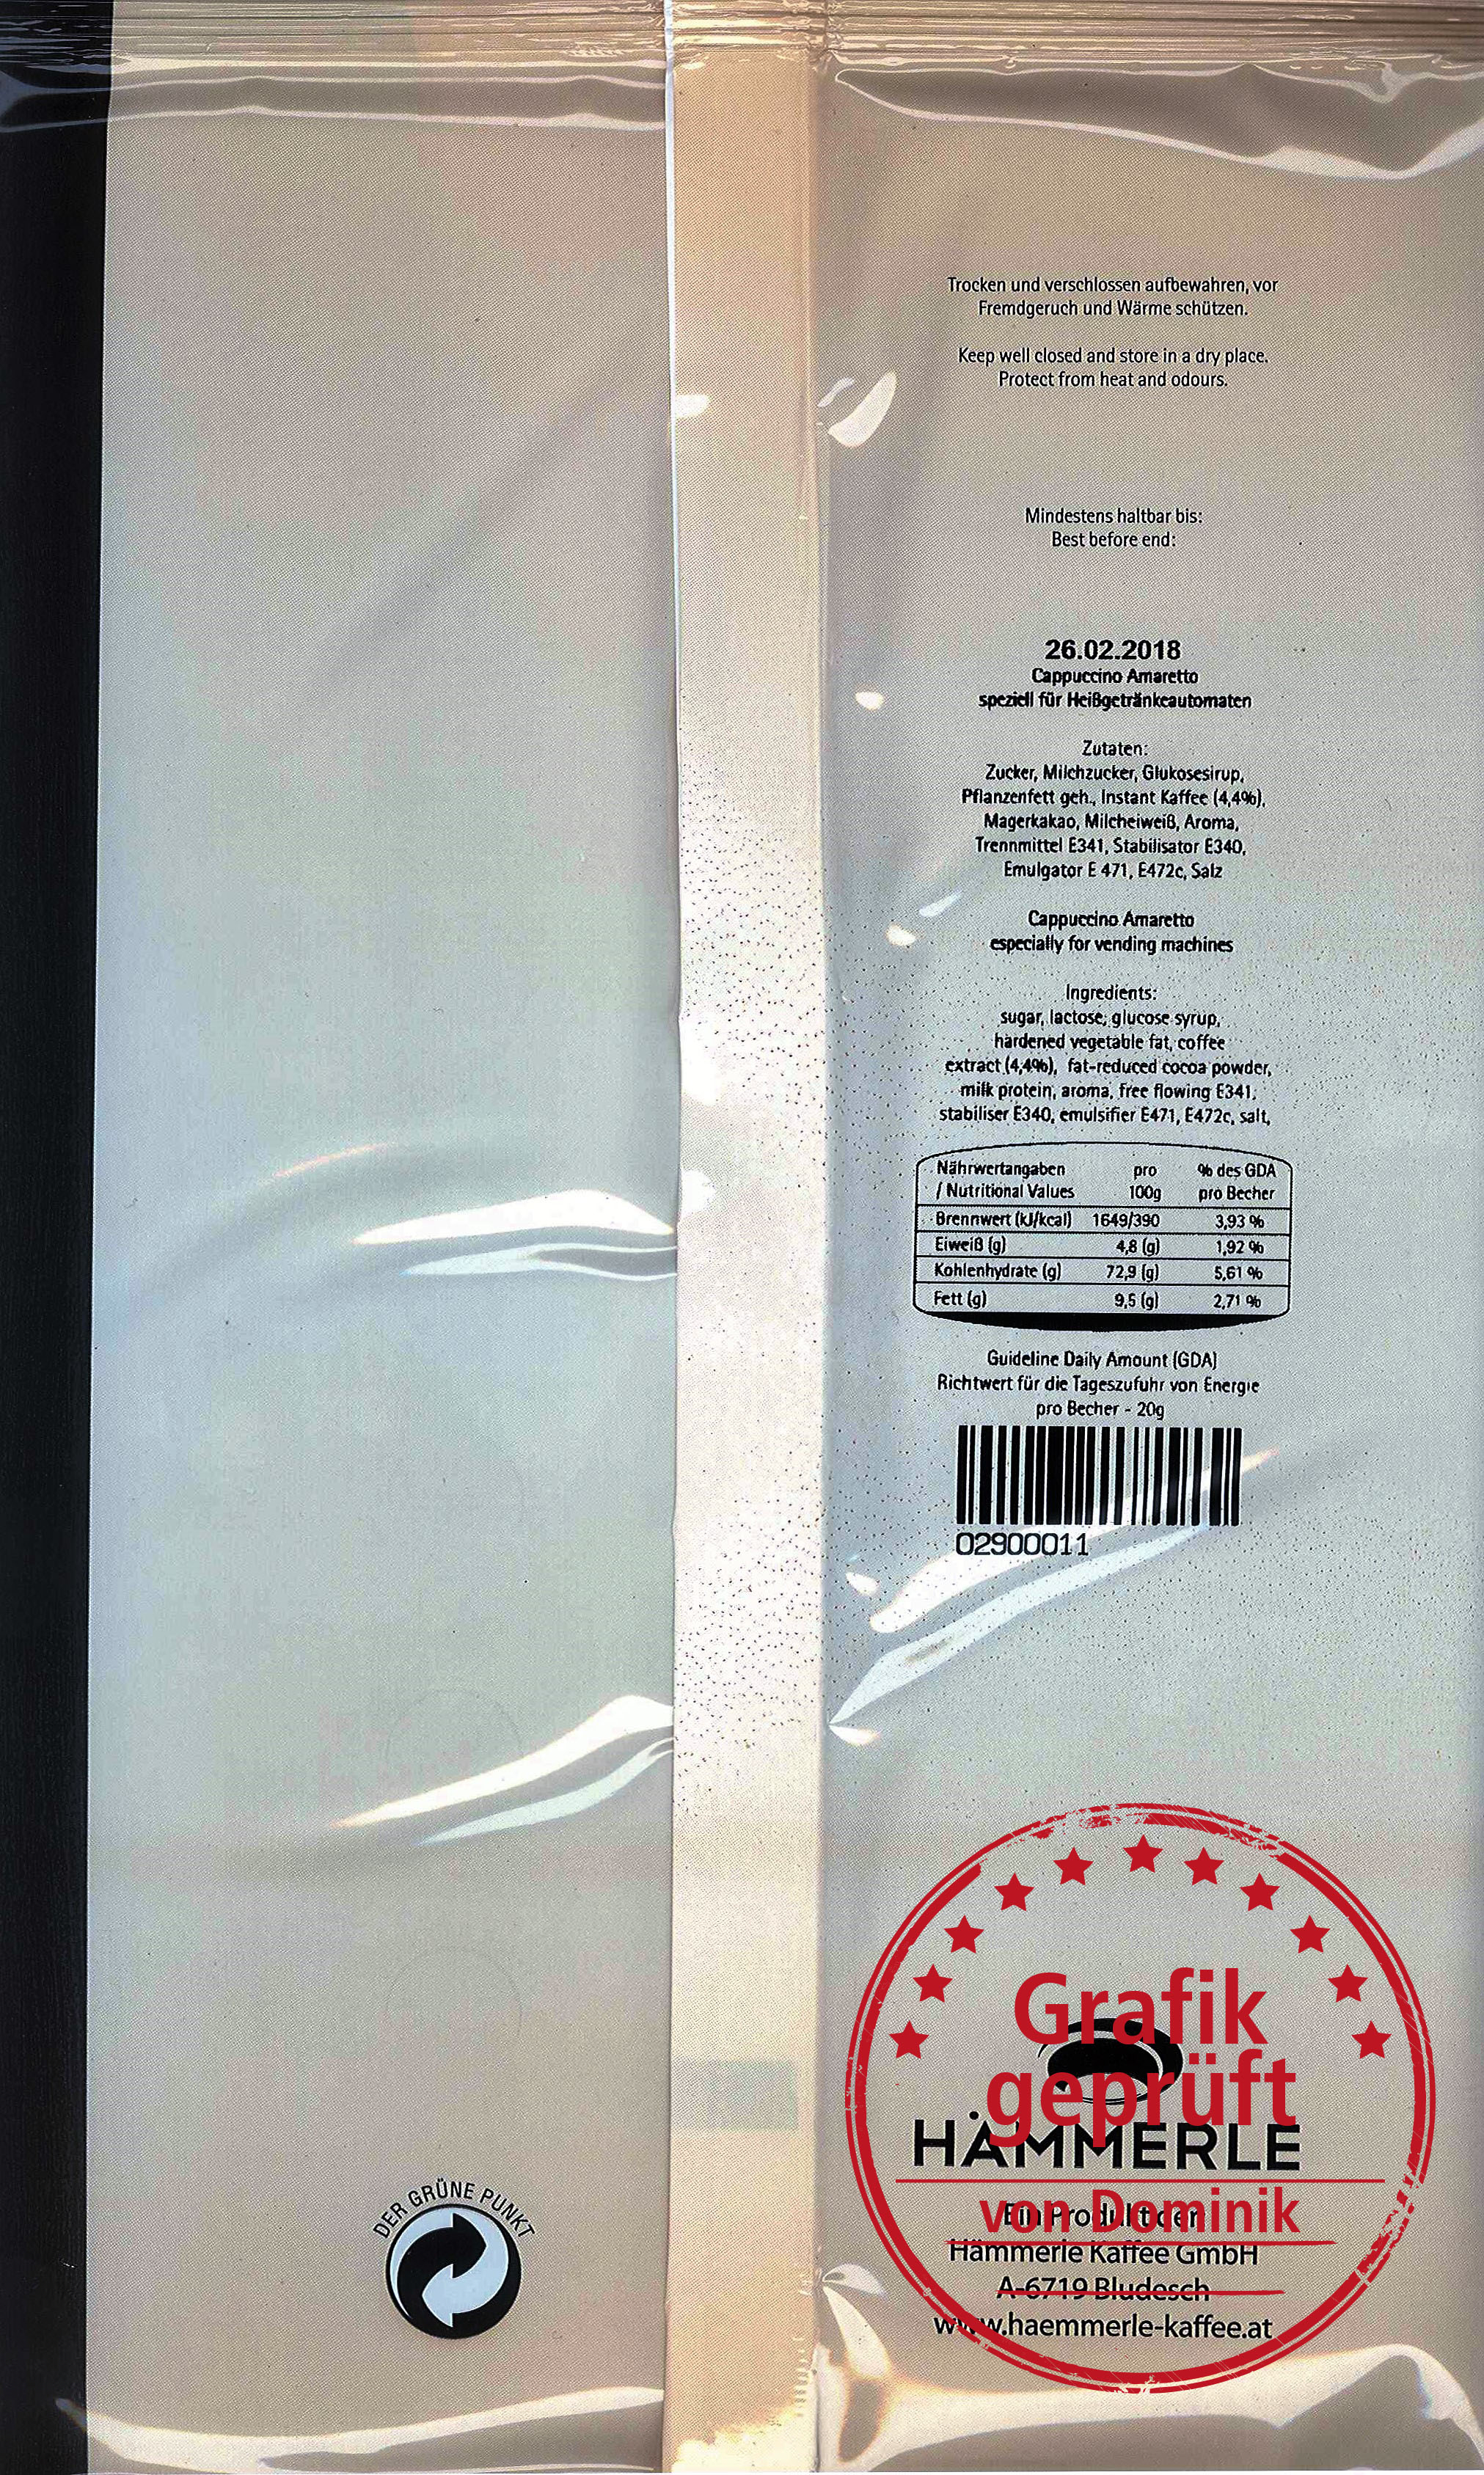 Trocken und verschlossen aufbewahren, vor
Fremdgeruch und Wärme schützen.
Keep well closed and store in a dry place.
Protect from heat and odours.
Mindestens haltbar bis:
Best before end:
26.02.2018
Cappuccino Amaretto
speziell für Heißgetränkeautomaten
Zutaten:
Zucker, Milchzucker, Glukosesirup,
Pflanzenfett geh., Instant Kaffee (4,4%),
Magerkakao, Milcheiweiß, Aroma,
Trennmittel E341, Stabilisator E340,
Emulgator E 471, E472c, Salz
Cappuccino Amaretto
especially for vending machines
Ingredients:
sugar, lactose, glucose syrup,
hardened vegetable fat, coffee
extract (4,4%), fat-reduced cocoa powder,
milk protein, aroma, free flowing E341,
stabiliser E340, emulsifier E471, E472c, salt,
Nährwertangaben pro % des GDA
/ Nutritional Values 100g pro Becher
Brennwert (kJ/kcal) 1649/390 3,93 %
Eiweiß (g) 4,8 (g) 1,92 %
Kohlenhydrate (g) 72,9 (g) 5,61 %
Fett (g) 9,5 (g) 2,71 %
Guideline Daily Amount (GDA)
Richtwert für die Tageszufuhr von Energie
pro Becher - 20g
02900011
Grafik
geprüft
HÄMMERLE
von Dominik
Ein Produkt der
Hämmerle Kaffee GmbH
A-6719 Bludesch
www.haemmerle-kaffee.at
DER GRÜNE PUNKT